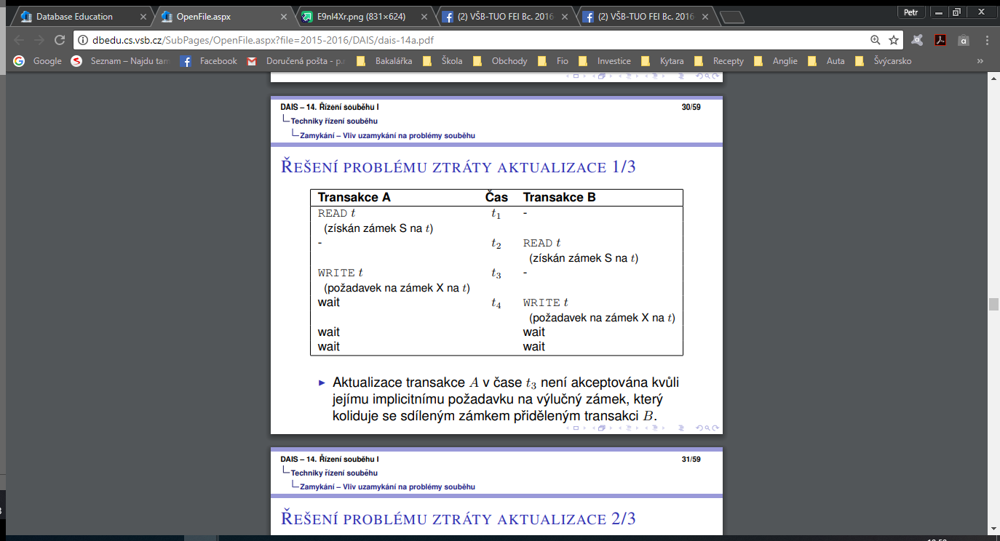 Database Education
OpenFile.aspx
E9nI4Xr.png (831×624)
(2) VŠB-TUO FEI Bc. 2016
(2) VŠB-TUO FEI Bc. 2016
Petr
dbedu.cs.vsb.cz/SubPages/OpenFile.aspx?file=2015-2016/DAIS/dais-14a.pdf
Google
Seznam – Najdu tam
Facebook
Doručená pošta - p.r
Bakalářka
Škola
Obchody
Fio
Investice
Kytara
Recepty
Anglie
Auta
Švýcarsko
»
DAIS – 14. Řízení souběhu I
30/59
Techniky řízení souběhu
Zamykání – Vliv uzamykání na problémy souběhu
Řešení problému ztráty aktualizace 1/3
Transakce A Čas Transakce B
READ t t1 -
(získán zámek S na t)
- t2 READ t
(získán zámek S na t)
WRITE t t3 -
(požadavek na zámek X na t)
wait t4 WRITE t
(požadavek na zámek X na t)
wait wait
wait wait
Aktualizace transakce A v čase t3 není akceptována kvůli
jejímu implicitnímu požadavku na výlučný zámek, který
koliduje se sdíleným zámkem přiděleným transakci B.
DAIS – 14. Řízení souběhu I
31/59
Techniky řízení souběhu
Zamykání – Vliv uzamykání na problémy souběhu
Řešení problému ztráty aktualizace 2/3